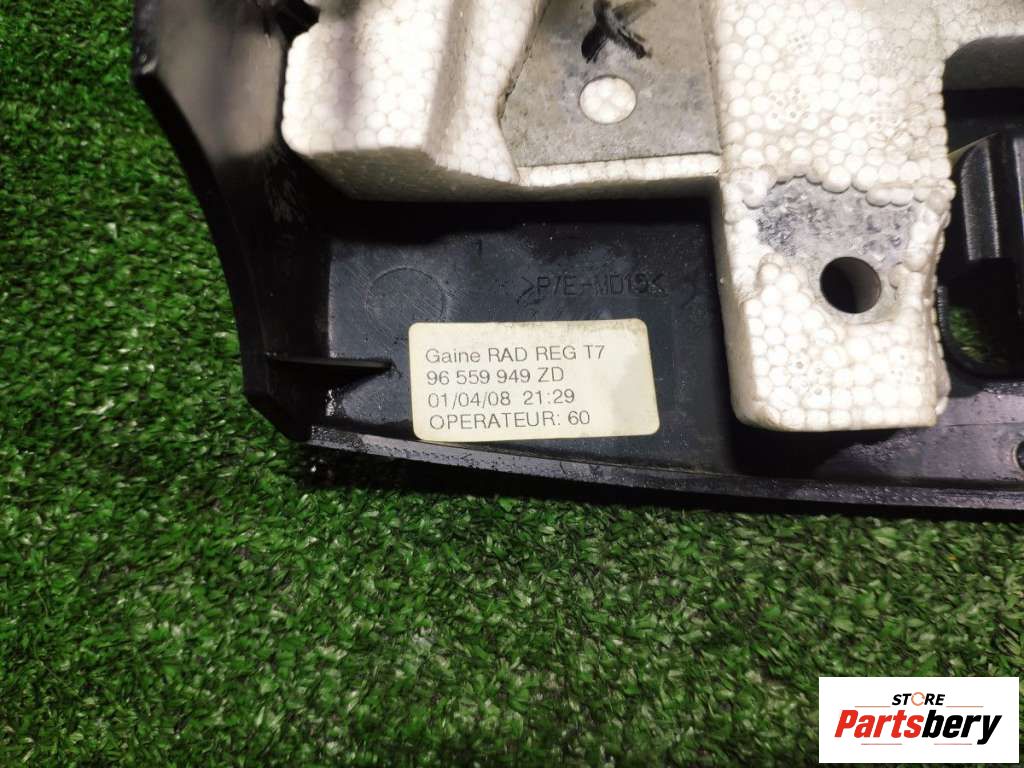 >P/E-MD15<
Gaine RAD REG T7
96 559 949 ZD
01/04/08 21:29
OPERATEUR: 60
STORE
Partsbery